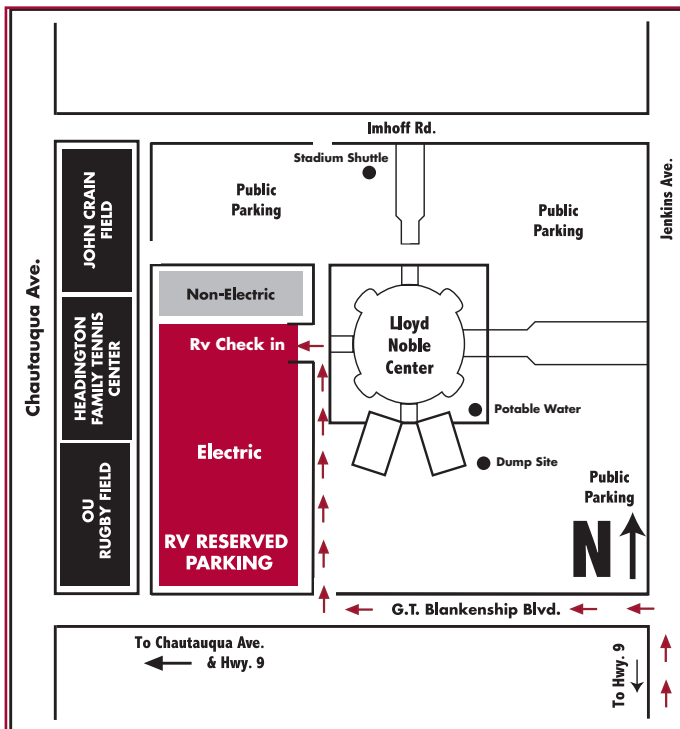 Imhoff Rd.
Stadium Shuttle
Public
Parking
Public
Parking
Jenkins Ave.
Chautauqua Ave.
JOHN CRAIN
FIELD
HEADINGTON
FAMILY TENNIS
CENTER
OU
RUGBY FIELD
Non-Electric
Rv Check in
Lloyd
Noble
Center
Potable Water
Electric
Dump Site
Public
Parking
RV RESERVED
PARKING
N
G.T. Blankenship Blvd.
To Chautauqua Ave.
& Hwy. 9
To Hwy. 9